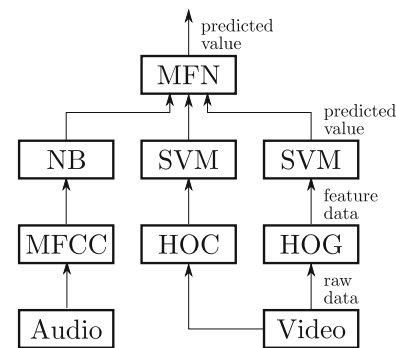 predicted
value
MFN
predicted
value
NB
SVM
SVM
feature
data
MFCC
HOC
HOG
raw
data
Audio
Video